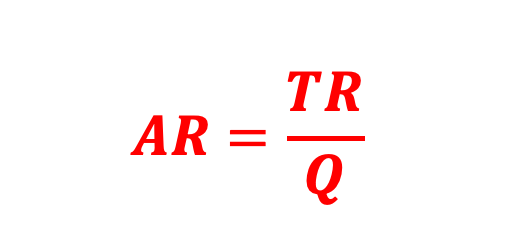 AR = TR/Q